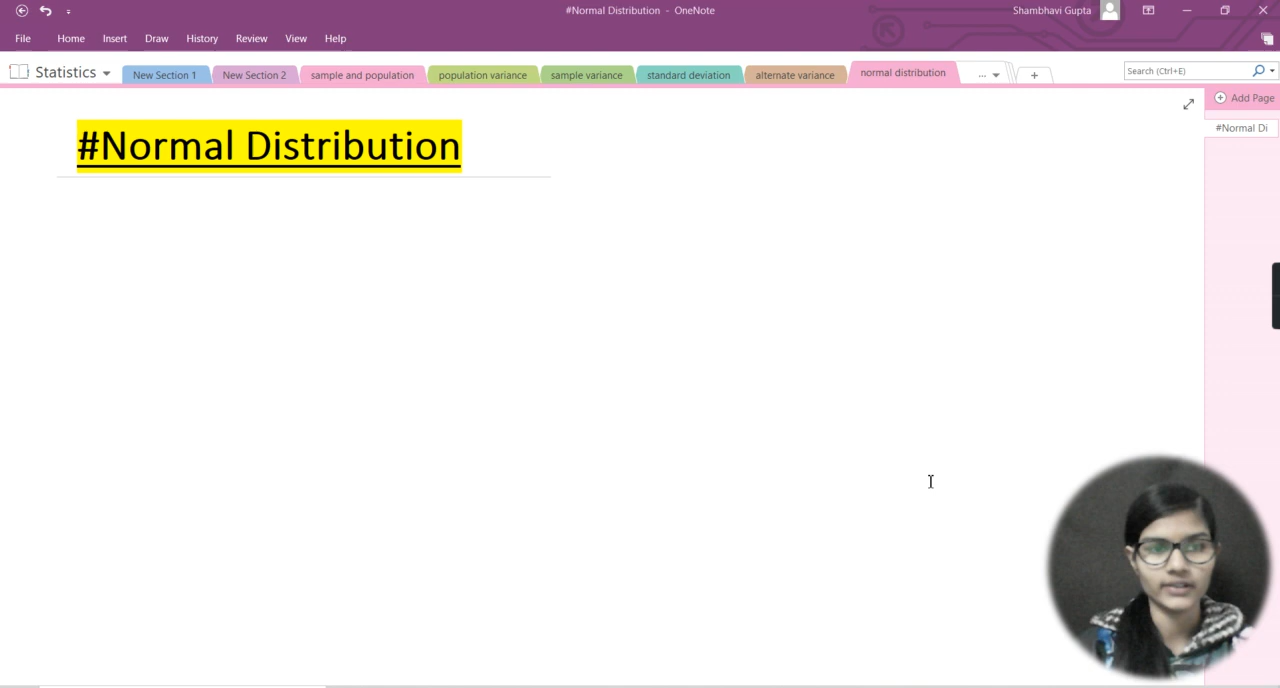 #Normal Distribution - OneNote
Shambhavi Gupta
File Home Insert Draw History Review View Help
Statistics
New Section 1
New Section 2
sample and population
population variance
sample variance
standard deviation
alternate variance
normal distribution
...
+
Search (Ctrl+E)
Add Page
#Normal Di
#Normal Distribution